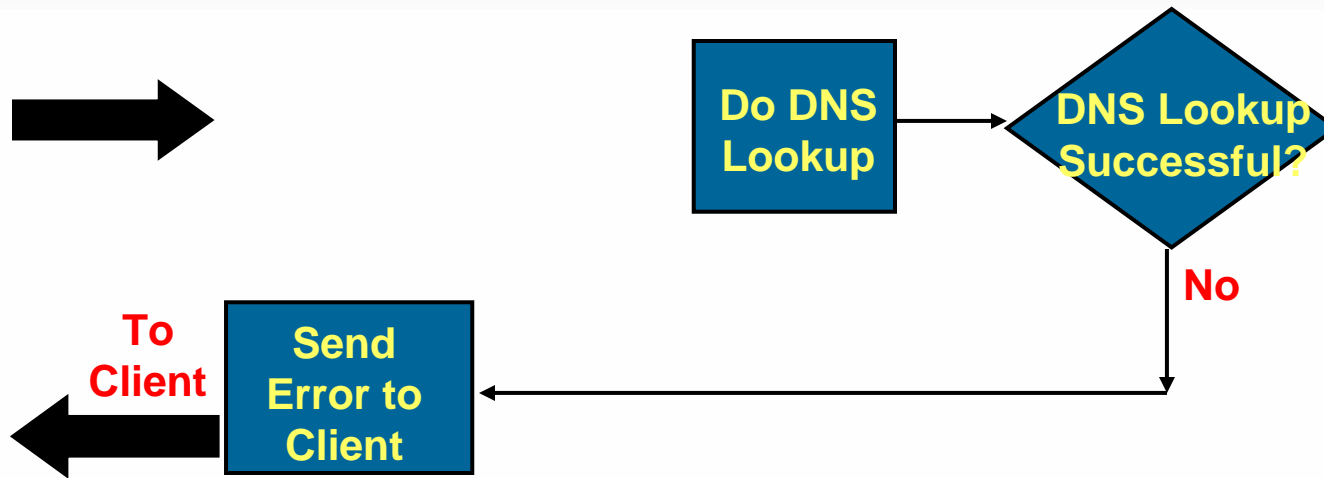 Do DNS
Lookup
DNS Lookup
Successful?
No
To
Client
Send
Error to
Client